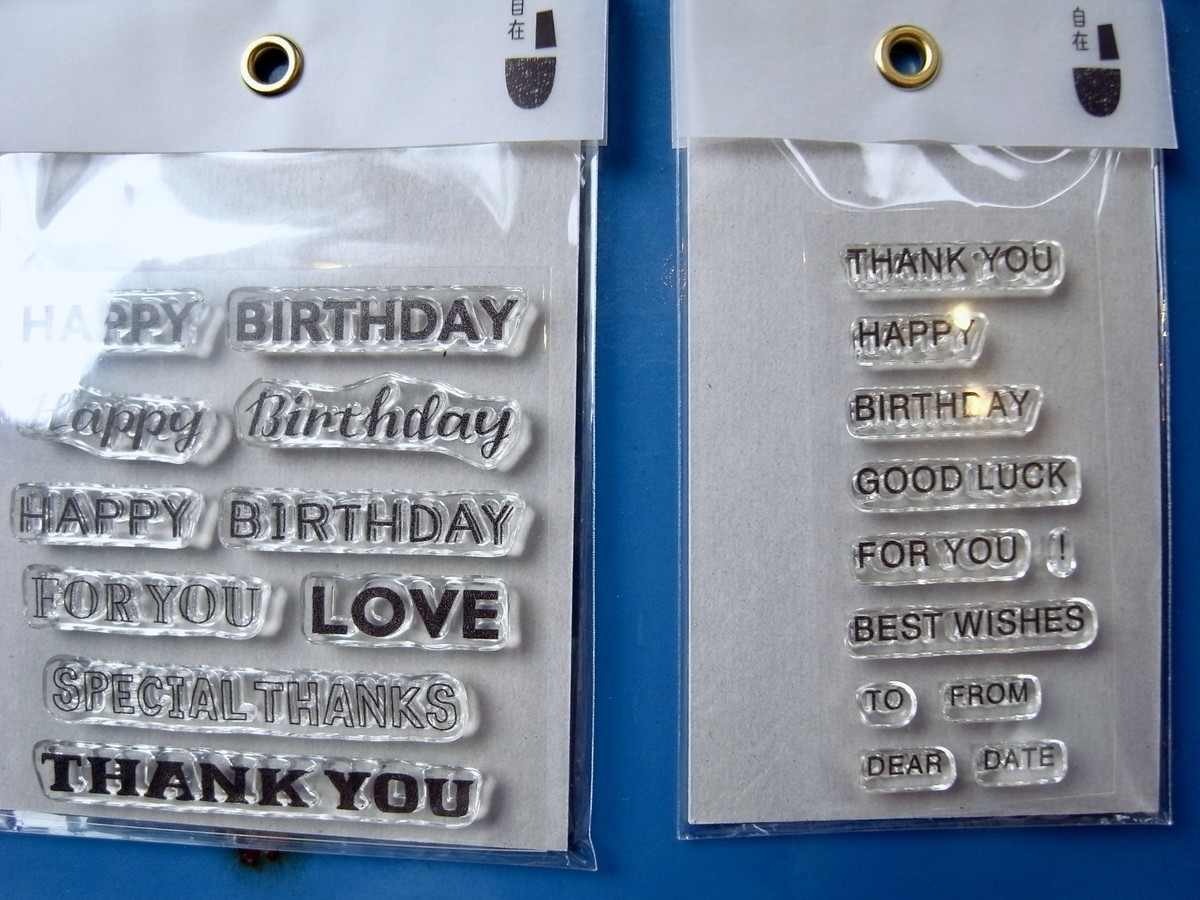 自在
HAPPY BIRTHDAY
Happy Birthday
HAPPY BIRTHDAY
FOR YOU LOVE
SPECIAL THANKS
THANK YOU
自在
THANK YOU
HAPPY
BIRTHDAY
GOOD LUCK
FOR YOU !
BEST WISHES
TO FROM
DEAR DATE